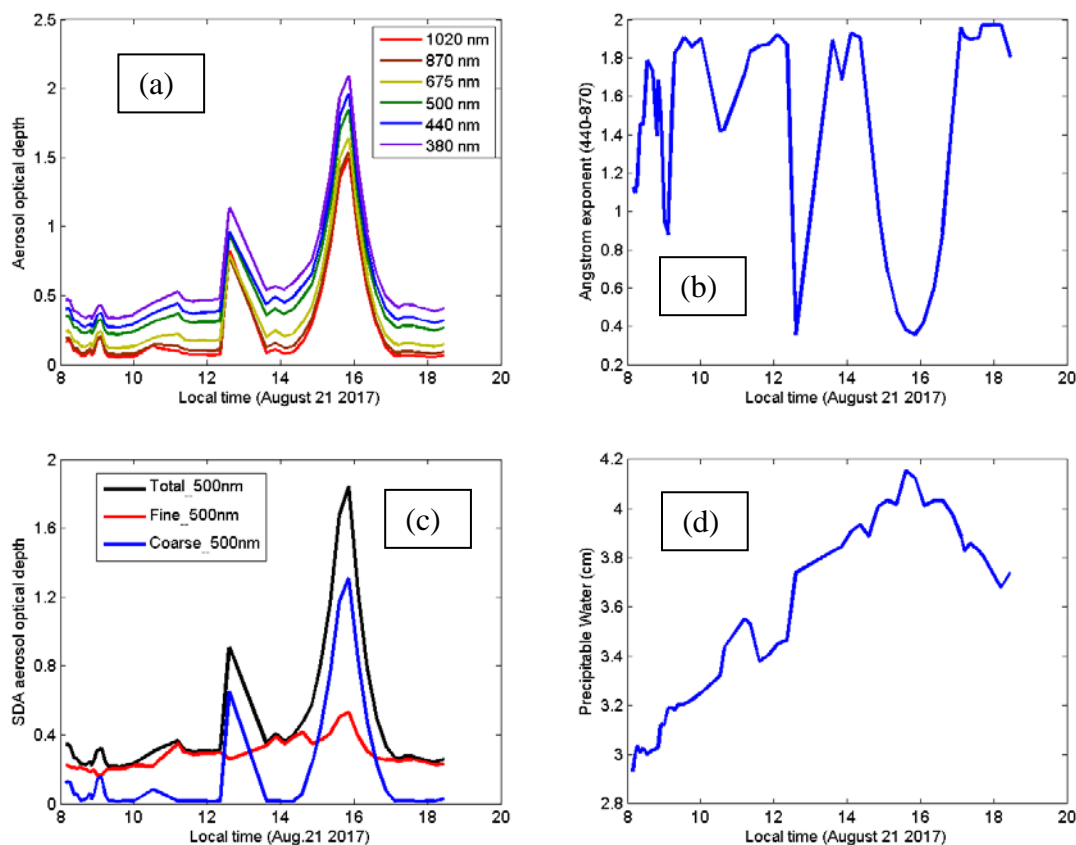 2.5
2
1.5
1
0.5
0
Aerosol optical depth
(a)
1020 nm
870 nm
675 nm
500 nm
440 nm
380 nm
8 10 12 14 16 18 20
Local time (August 21 2017)
2
1.8
1.6
1.4
1.2
1
0.8
0.6
0.4
0.2
Angstrom exponent (440-870)
(b)
8 10 12 14 16 18 20
Local time (August 21 2017)
2
1.6
1.2
0.8
0.4
0
SDA aerosol optical depth
Total_500nm
Fine_500nm
Coarse_500nm
(c)
8 10 12 14 16 18 20
Local time (Aug.21 2017)
4.2
4
3.8
3.6
3.4
3.2
3
2.8
Precipitable Water (cm)
(d)
8 10 12 14 16 18 20
Local time (August 21 2017)